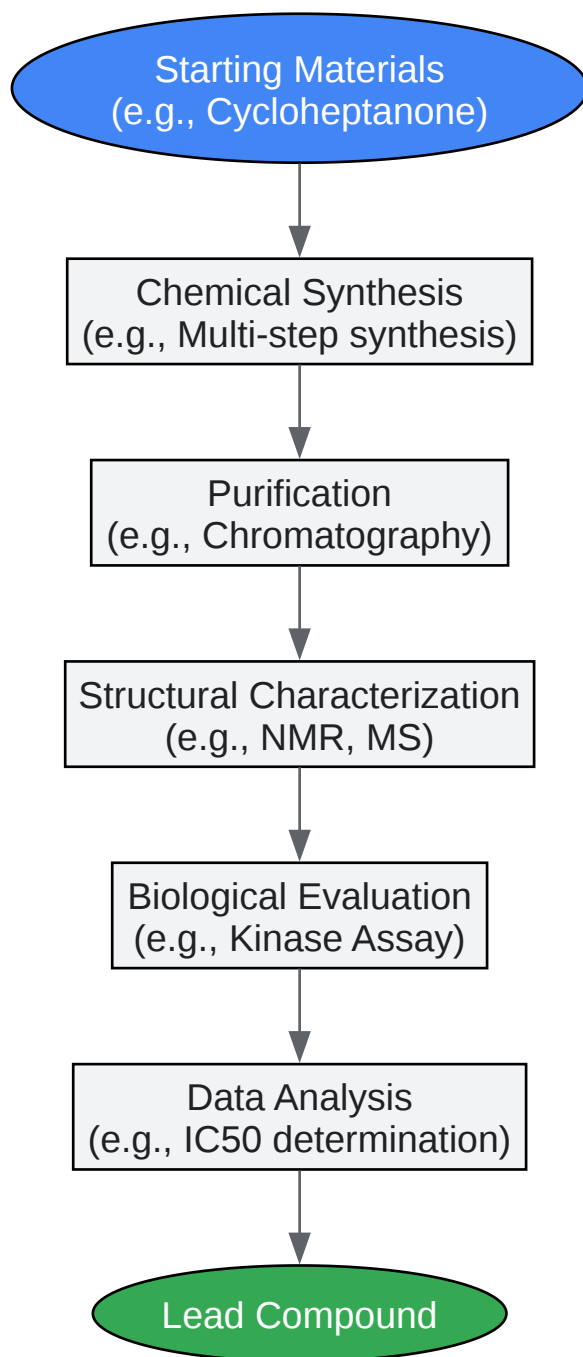 Starting Materials
(e.g., Cycloheptanone)
Chemical Synthesis
(e.g., Multi-step synthesis)
Purification
(e.g., Chromatography)
Structural Characterization
(e.g., NMR, MS)
Biological Evaluation
(e.g., Kinase Assay)
Data Analysis
(e.g., IC50 determination)
Lead Compound